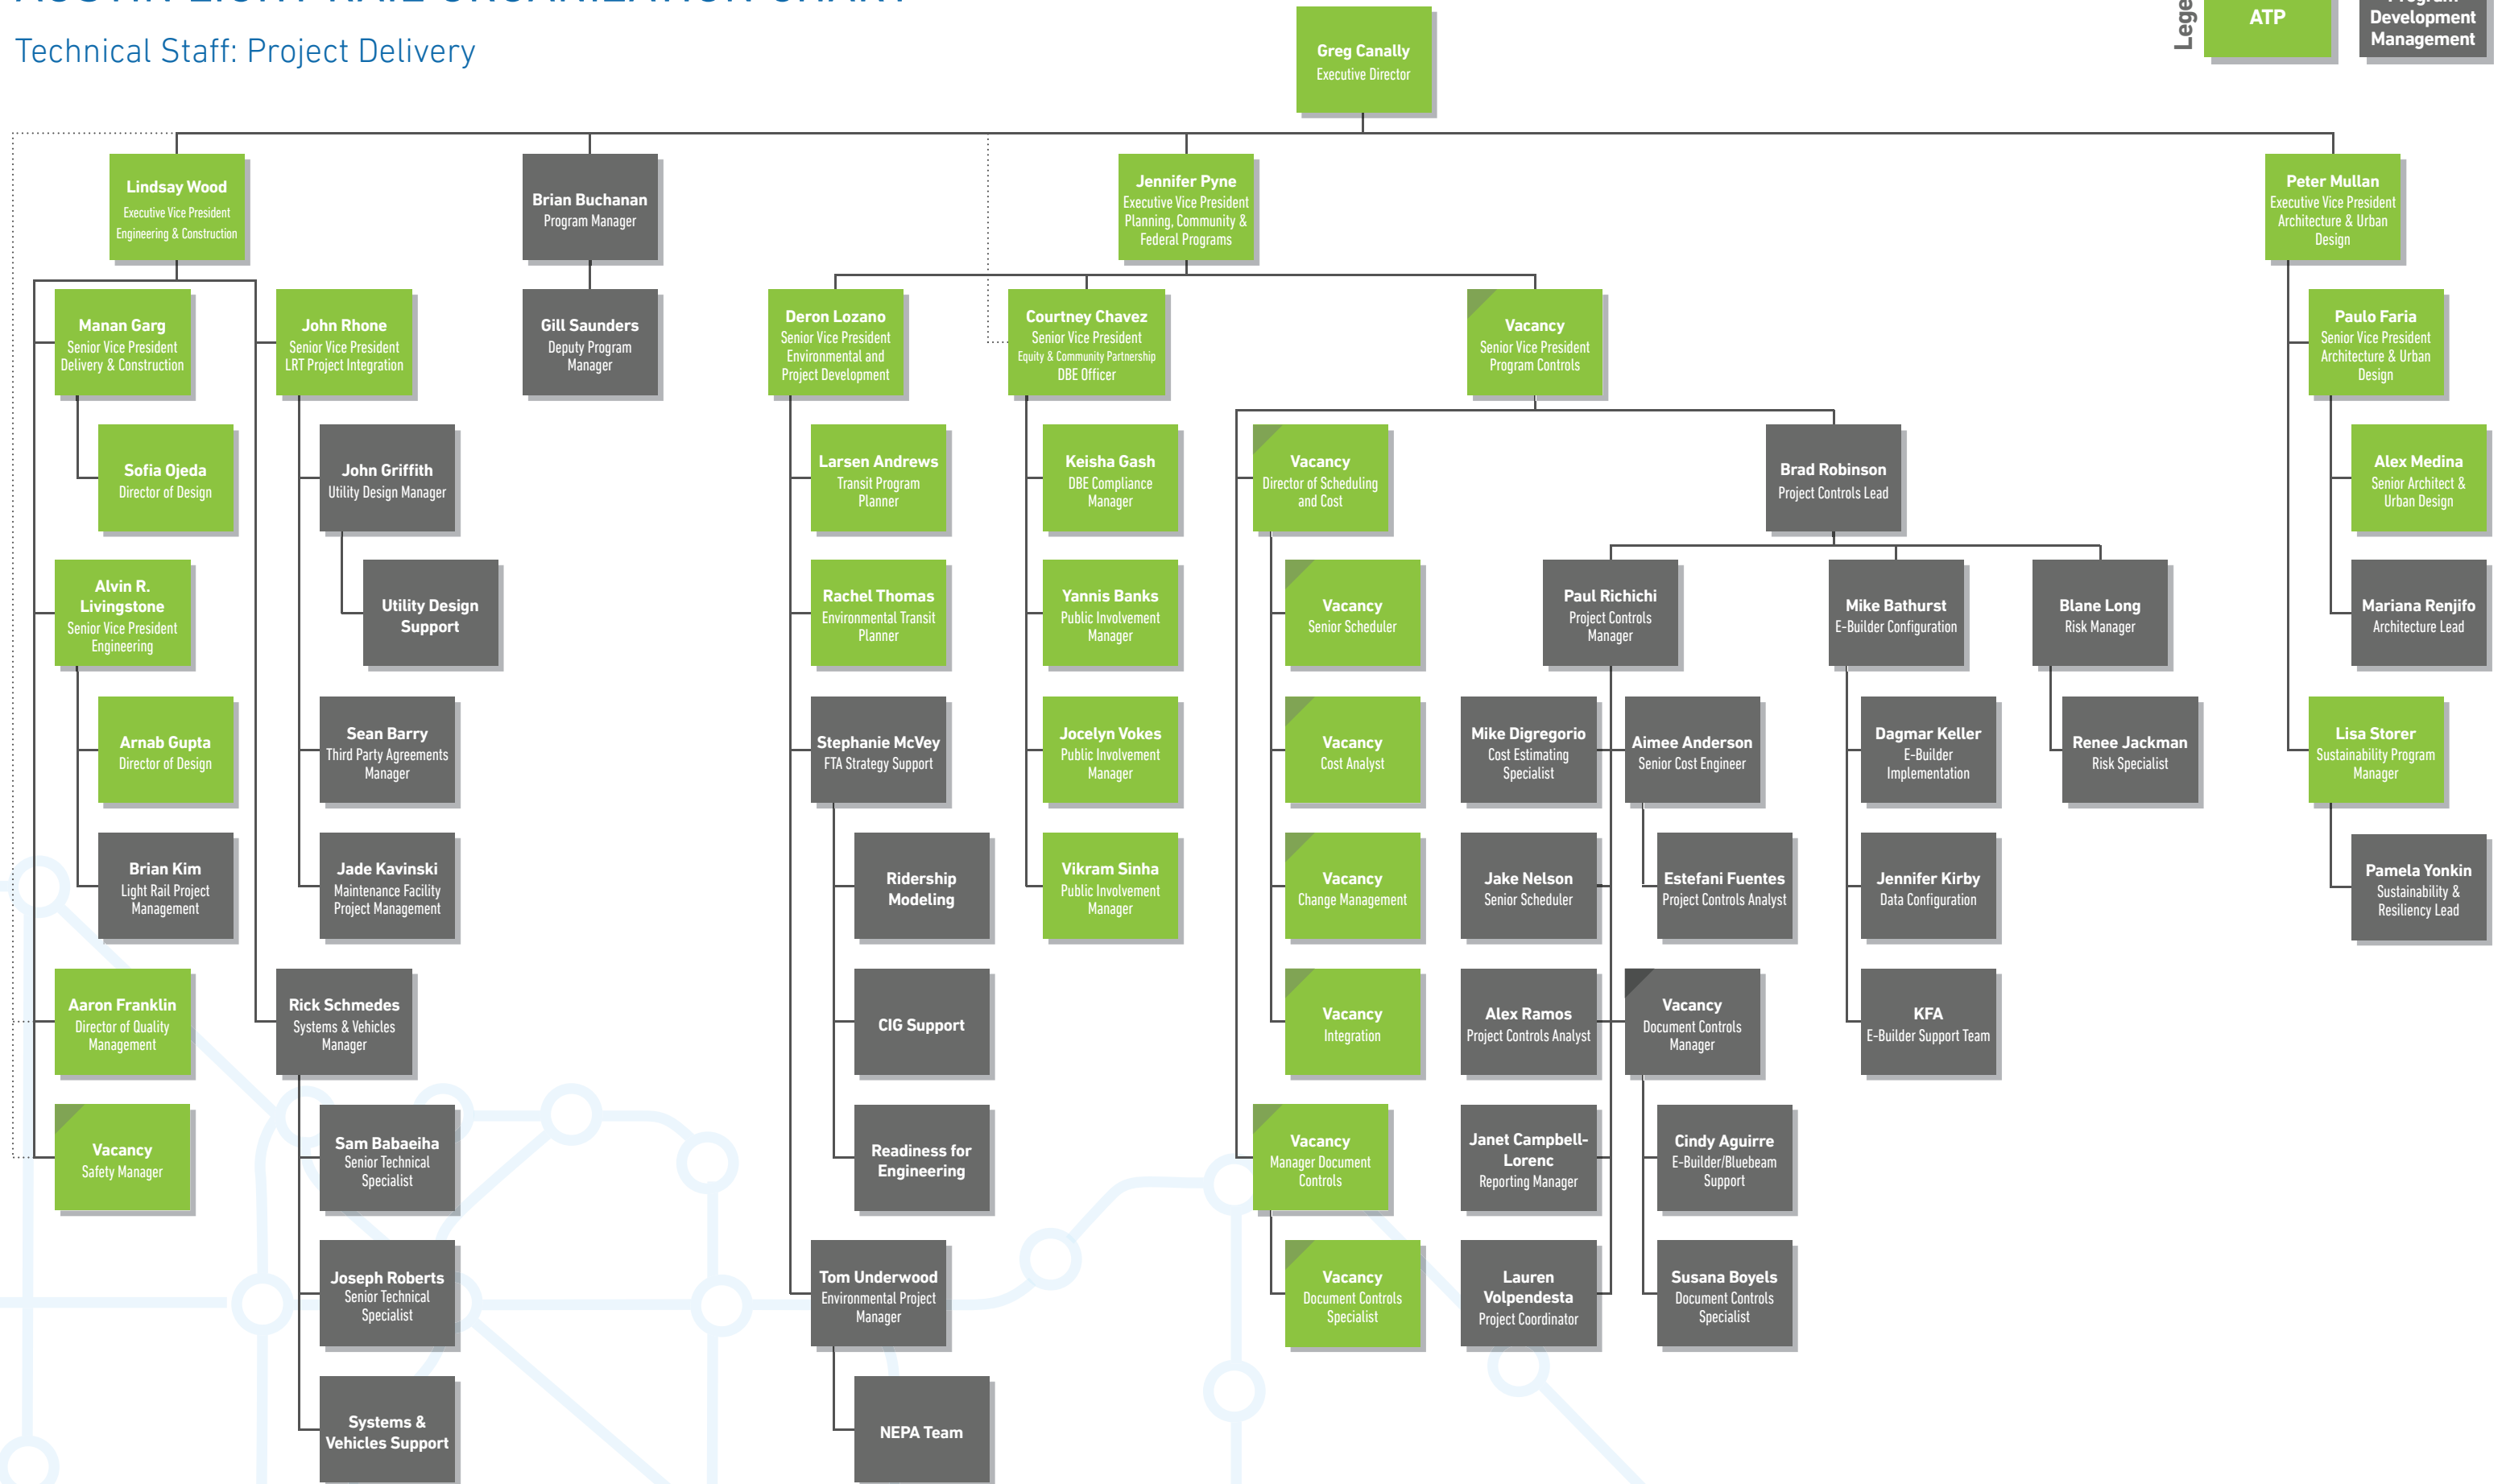 AUSTIN LIGHT RAIL ORGANIZATION CHART
Technical Staff: Project Delivery
ATP
Program
Development
Management
Greg Canally
Executive Director
Lindsay Wood
Executive Vice President
Engineering & Construction
Brian Buchanan
Program Manager
Jennifer Pyne
Executive Vice President
Planning, Community &
Federal Programs
Peter Mullan
Executive Vice President
Architecture & Urban
Design
Manan Garg
Senior Vice President
Delivery & Construction
John Rhone
Senior Vice President
LRT Project Integration
Gill Saunders
Deputy Program
Manager
Deron Lozano
Senior Vice President
Environmental and
Project Development
Courtney Chavez
Senior Vice President
Equity & Community Partnership
DBE Officer
Vacancy
Senior Vice President
Program Controls
Paulo Faria
Senior Vice President
Architecture & Urban
Design
Sofia Ojeda
Director of Design
John Griffith
Utility Design Manager
Larsen Andrews
Transit Program
Planner
Keisha Gash
DBE Compliance
Manager
Vacancy
Director of Scheduling
and Cost
Brad Robinson
Project Controls Lead
Alex Medina
Senior Architect &
Urban Design
Alvin R.
Livingstone
Senior Vice President
Engineering
Utility Design
Support
Rachel Thomas
Environmental Transit
Planner
Yannis Banks
Public Involvement
Manager
Vacancy
Senior Scheduler
Paul Richichi
Project Controls
Manager
Mike Bathurst
E-Builder Configuration
Blane Long
Risk Manager
Mariana Renjifo
Architecture Lead
Arnab Gupta
Director of Design
Sean Barry
Third Party Agreements
Manager
Stephanie McVey
FTA Strategy Support
Jocelyn Vokes
Public Involvement
Manager
Vacancy
Cost Analyst
Mike Digregorio
Cost Estimating
Specialist
Aimee Anderson
Senior Cost Engineer
Dagmar Keller
E-Builder
Implementation
Renee Jackman
Risk Specialist
Lisa Storer
Sustainability Program
Manager
Brian Kim
Light Rail Project
Management
Jade Kavinski
Maintenance Facility
Project Management
Ridership
Modeling
Vikram Sinha
Public Involvement
Manager
Vacancy
Change Management
Jake Nelson
Senior Scheduler
Estefani Fuentes
Project Controls Analyst
Jennifer Kirby
Data Configuration
Pamela Yonkin
Sustainability &
Resiliency Lead
Aaron Franklin
Director of Quality
Management
Rick Schmedes
Systems & Vehicles
Manager
CIG Support
Vacancy
Integration
Alex Ramos
Project Controls Analyst
Vacancy
Document Controls
Manager
KFA
E-Builder Support Team
Vacancy
Safety Manager
Sam Babaeiha
Senior Technical
Specialist
Readiness for
Engineering
Vacancy
Manager Document
Controls
Janet Campbell-
Lorenc
Reporting Manager
Cindy Aguirre
E-Builder/Bluebeam
Support
Joseph Roberts
Senior Technical
Specialist
Tom Underwood
Environmental Project
Manager
Vacancy
Document Controls
Specialist
Lauren
Volpendesta
Project Coordinator
Susana Boyels
Document Controls
Specialist
Systems &
Vehicles Support
NEPA Team